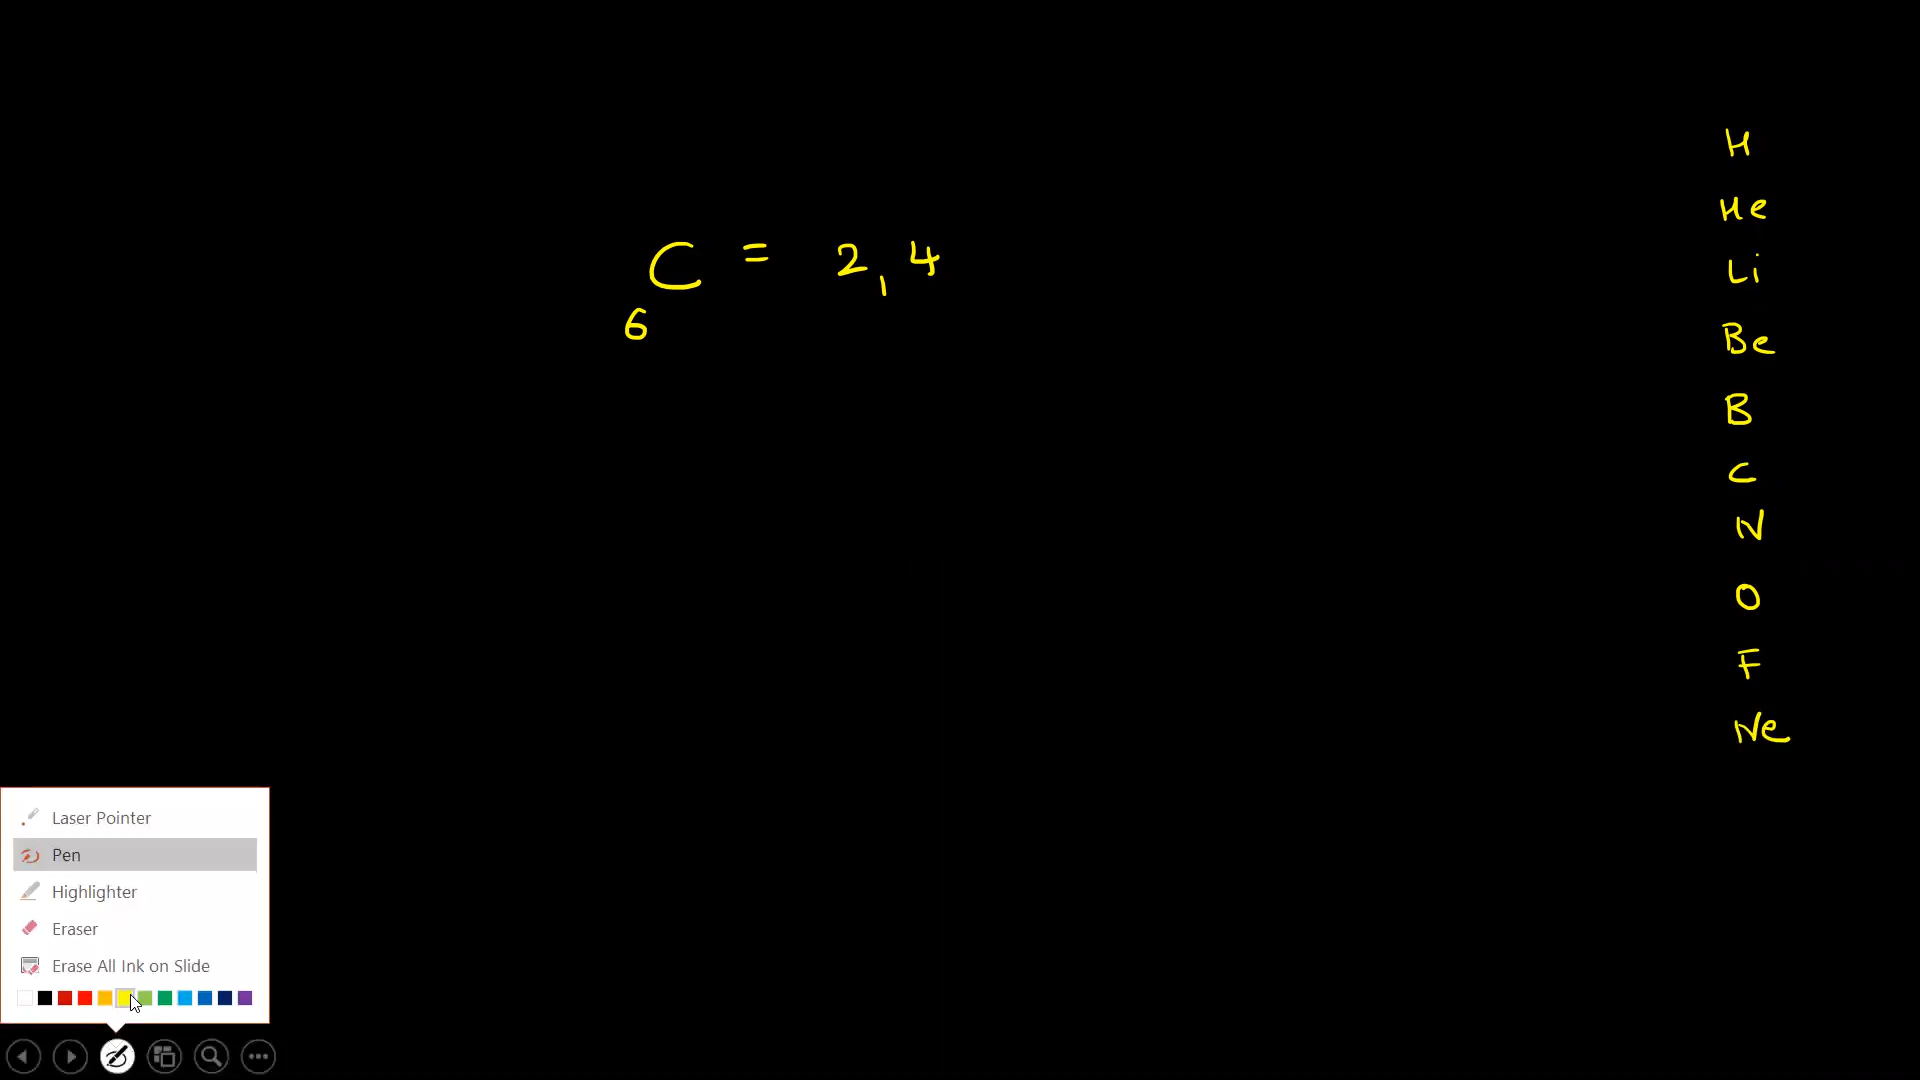 C = 2, 4
6
H
He
Li
Be
B
C
N
O
F
Ne
Laser Pointer
Pen
Highlighter
Eraser
Erase All Ink on Slide